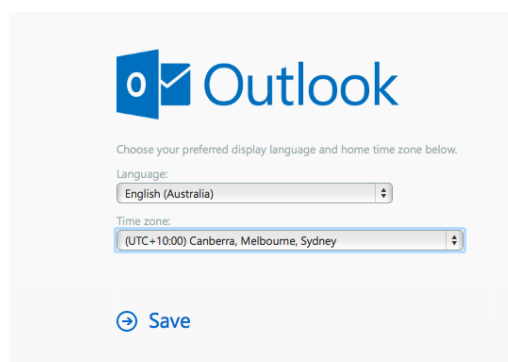 Outlook
Choose your preferred display language and home time zone below.
Language:
English (Australia)
Time zone:
(UTC+10:00) Canberra, Melbourne, Sydney
Save